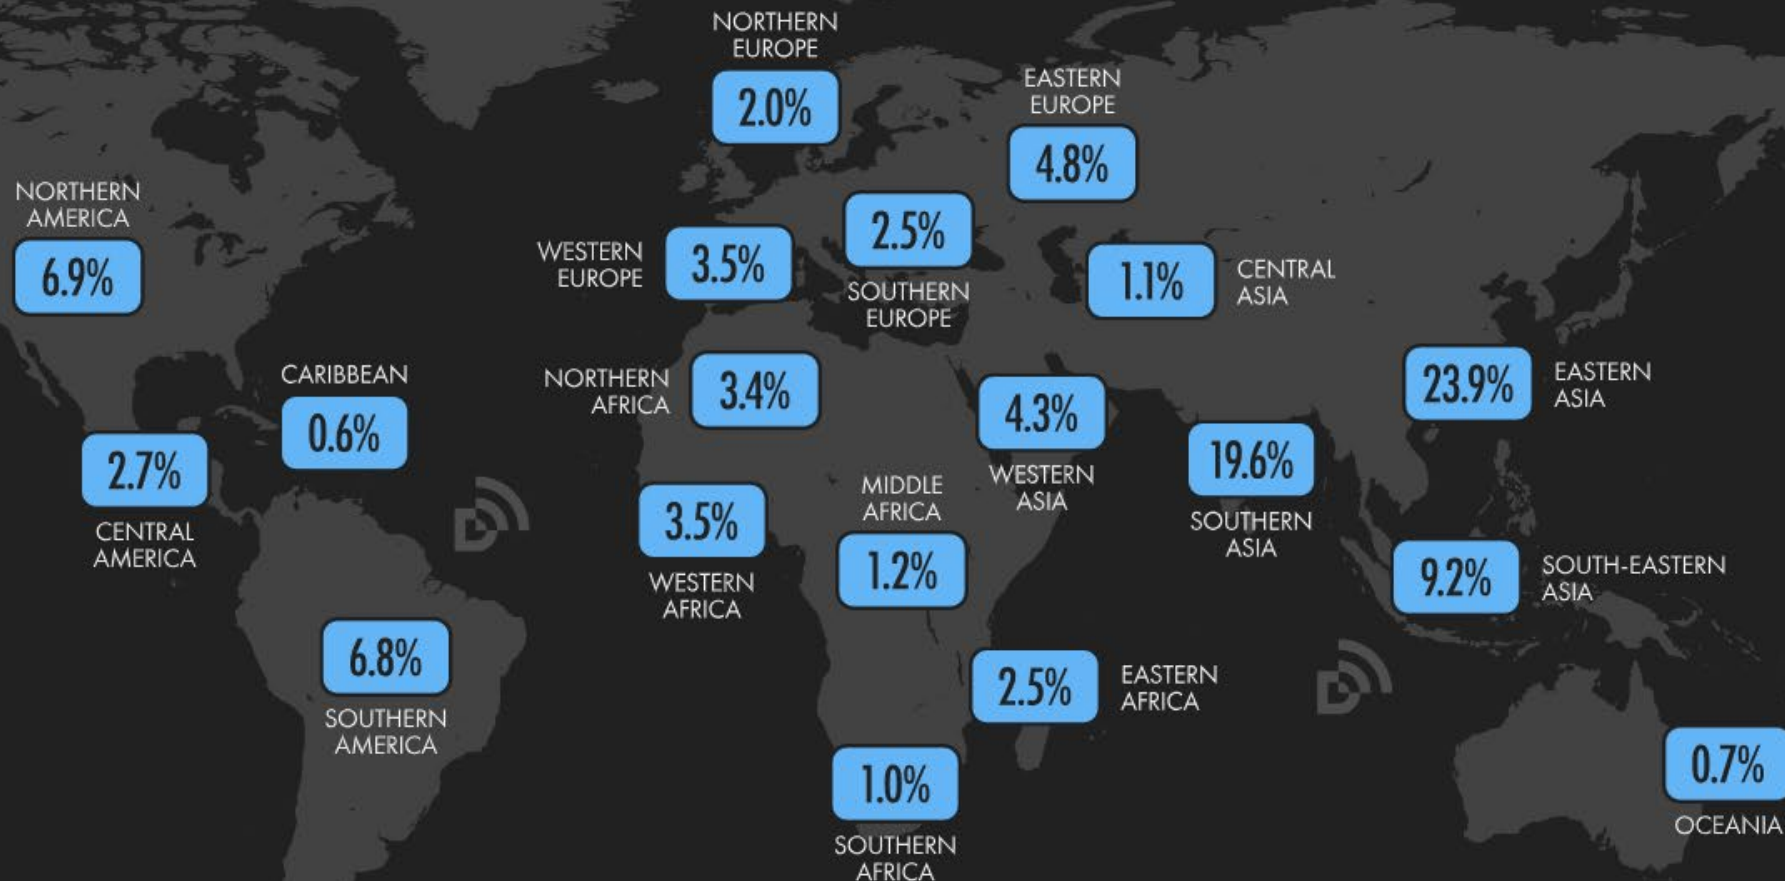 NORTHERN
EUROPE
2.0%
EASTERN
EUROPE
4.8%
NORTHERN
AMERICA
6.9%
WESTERN
EUROPE
3.5%
2.5%
SOUTHERN
EUROPE
1.1%
CENTRAL
ASIA
CARIBBEAN
0.6%
NORTHERN
AFRICA
3.4%
4.3%
WESTERN
ASIA
23.9%
EASTERN
ASIA
2.7%
CENTRAL
AMERICA
19.6%
SOUTHERN
ASIA
3.5%
WESTERN
AFRICA
MIDDLE
AFRICA
1.2%
9.2%
SOUTH-EASTERN
ASIA
6.8%
SOUTHERN
AMERICA
2.5%
EASTERN
AFRICA
1.0%
SOUTHERN
AFRICA
0.7%
OCEANIA